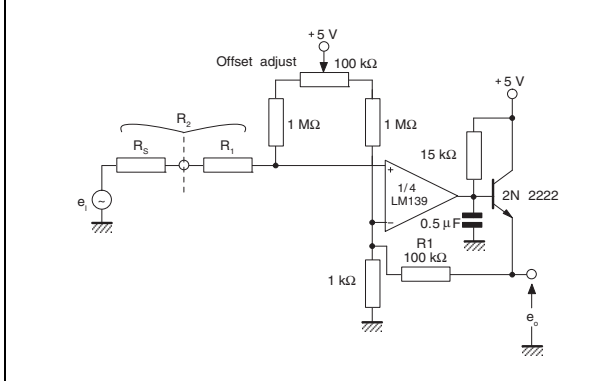 +5 V
Offset adjust
100 kΩ
+5 V
R2
1 MΩ
1 MΩ
RS
R1
15 kΩ
+
1/4
LM139
2N 2222
eI
~
−
0.5 µF
R1
100 kΩ
1 kΩ
eo